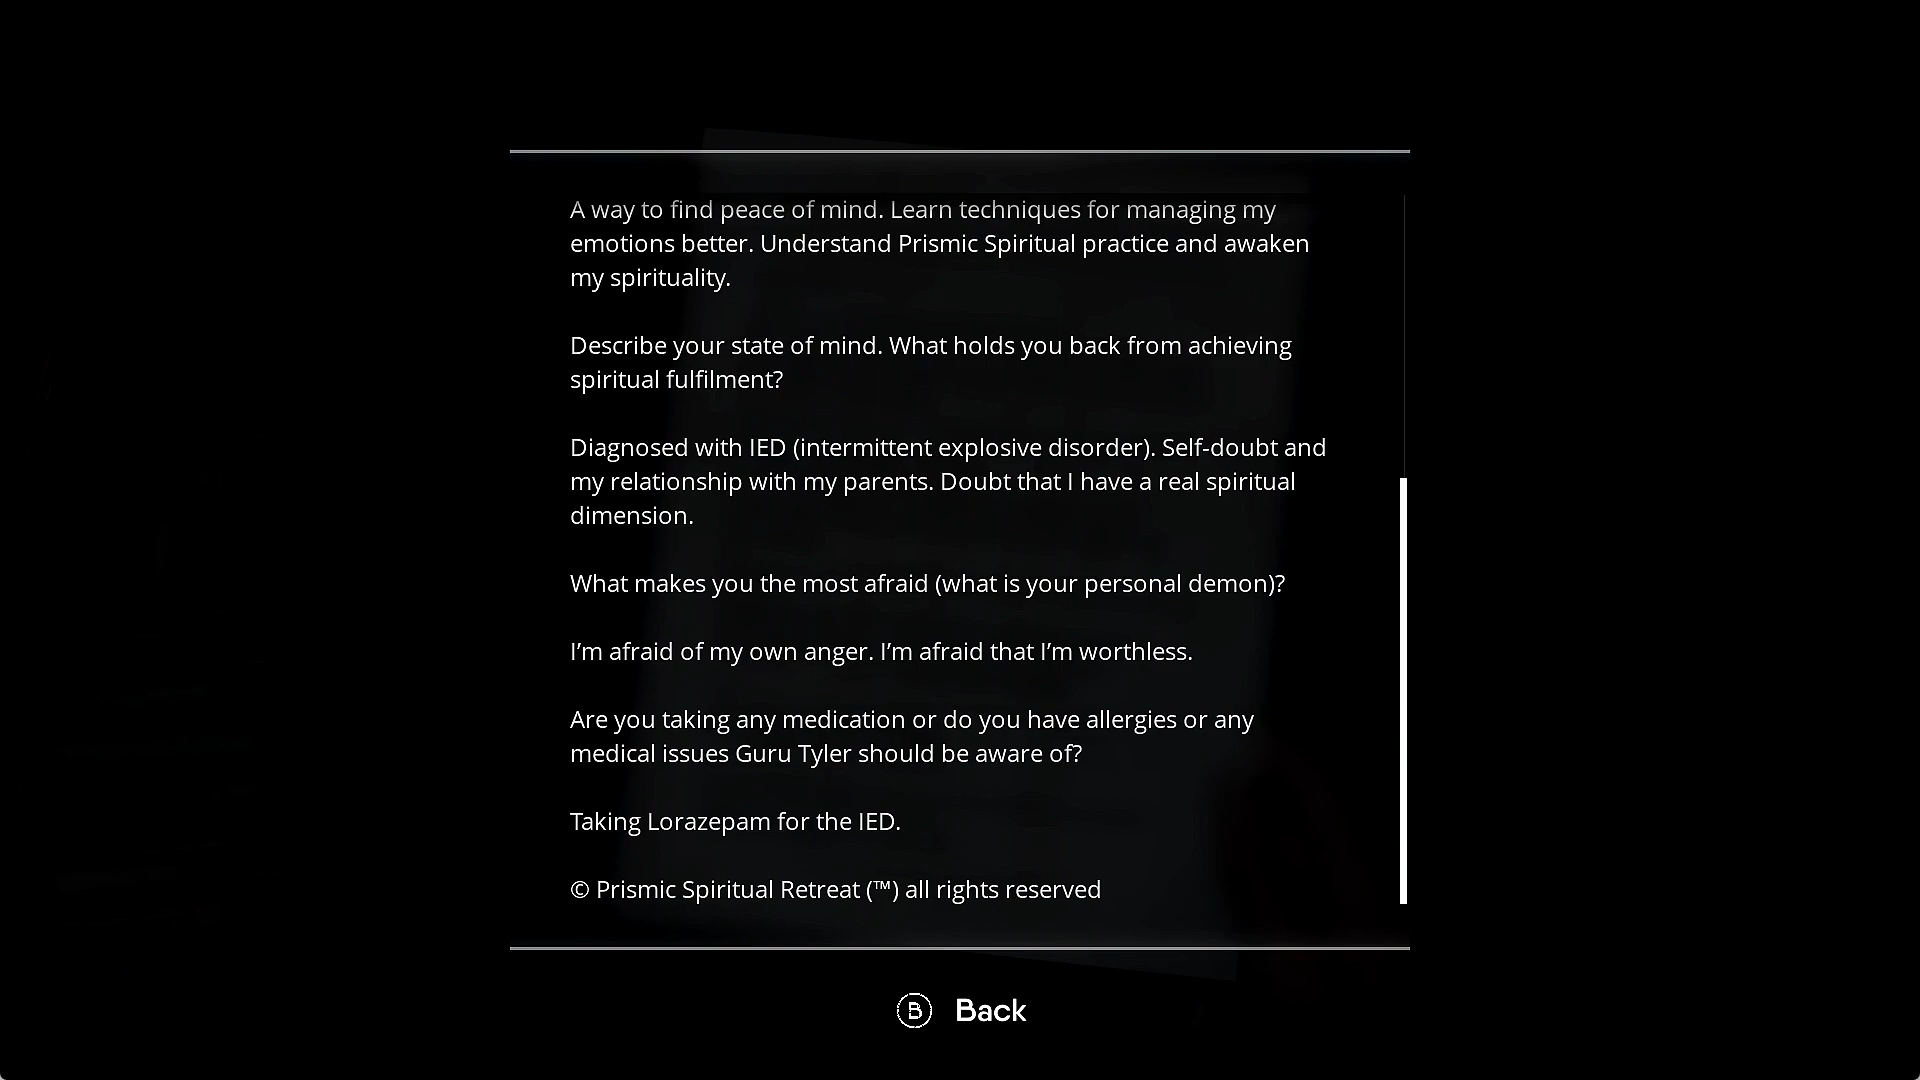 A way to find peace of mind. Learn techniques for managing my
emotions better. Understand Prismic Spiritual practice and awaken
my spirituality.
Describe your state of mind. What holds you back from achieving
spiritual fulfilment?
Diagnosed with IED (intermittent explosive disorder). Self-doubt and
my relationship with my parents. Doubt that I have a real spiritual
dimension.
What makes you the most afraid (what is your personal demon)?
I’m afraid of my own anger. I’m afraid that I’m worthless.
Are you taking any medication or do you have allergies or any
medical issues Guru Tyler should be aware of?
Taking Lorazepam for the IED.
© Prismic Spiritual Retreat (™) all rights reserved
B Back